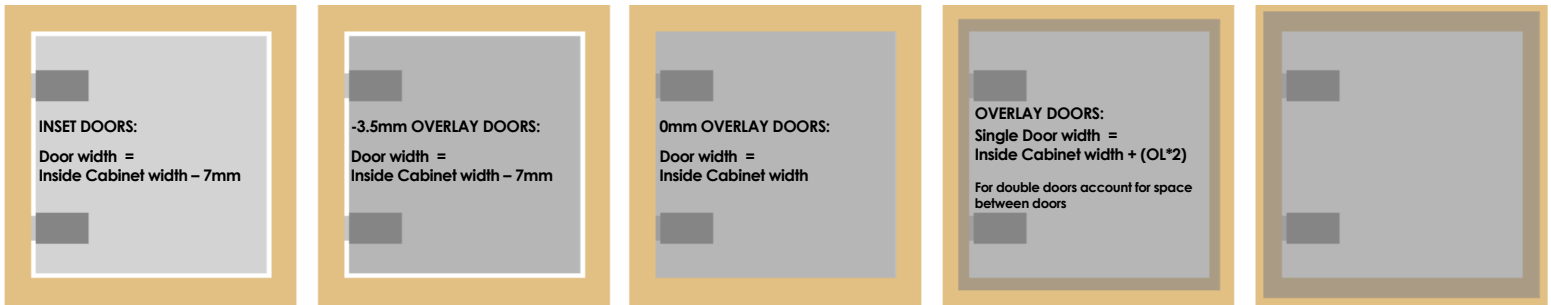 INSET DOORS:
Door width =
Inside Cabinet width – 7mm
-3.5mm OVERLAY DOORS:
Door width =
Inside Cabinet width – 7mm
0mm OVERLAY DOORS:
Door width =
Inside Cabinet width
OVERLAY DOORS:
Single Door width =
Inside Cabinet width + (OL*2)
For double doors account for space
between doors